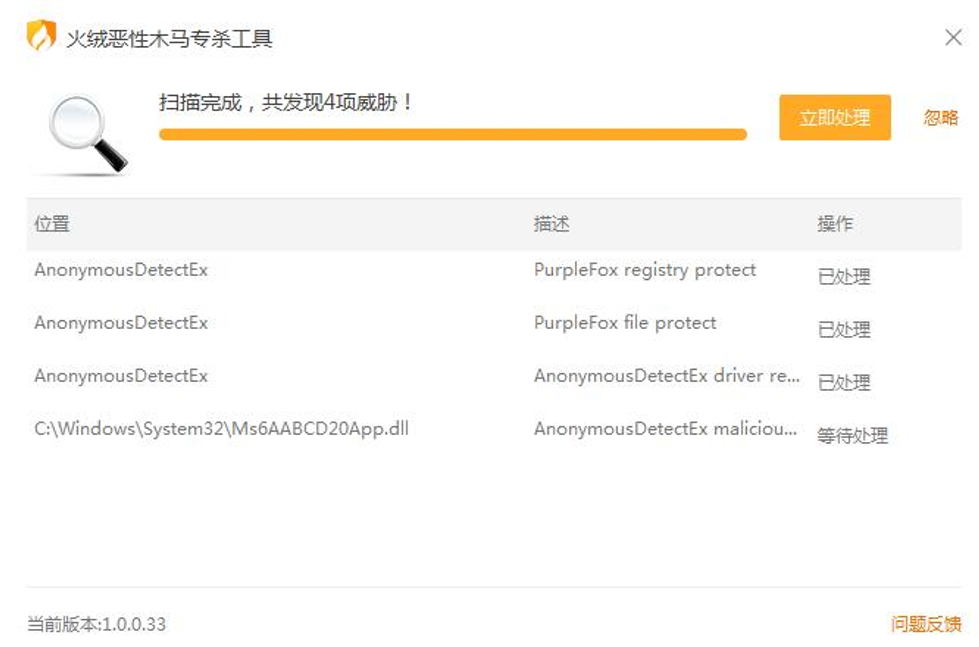 火绒恶性木马专杀工具
扫描完成，共发现4项威胁！
立即处理
忽略
位置 描述 操作
AnonymousDetectEx PurpleFox registry protect 已处理
AnonymousDetectEx PurpleFox file protect 已处理
AnonymousDetectEx AnonymousDetectEx driver re... 已处理
C:\Windows\System32\Ms6AABCD20App.dll AnonymousDetectEx maliciou... 等待处理
当前版本:1.0.0.33
问题反馈